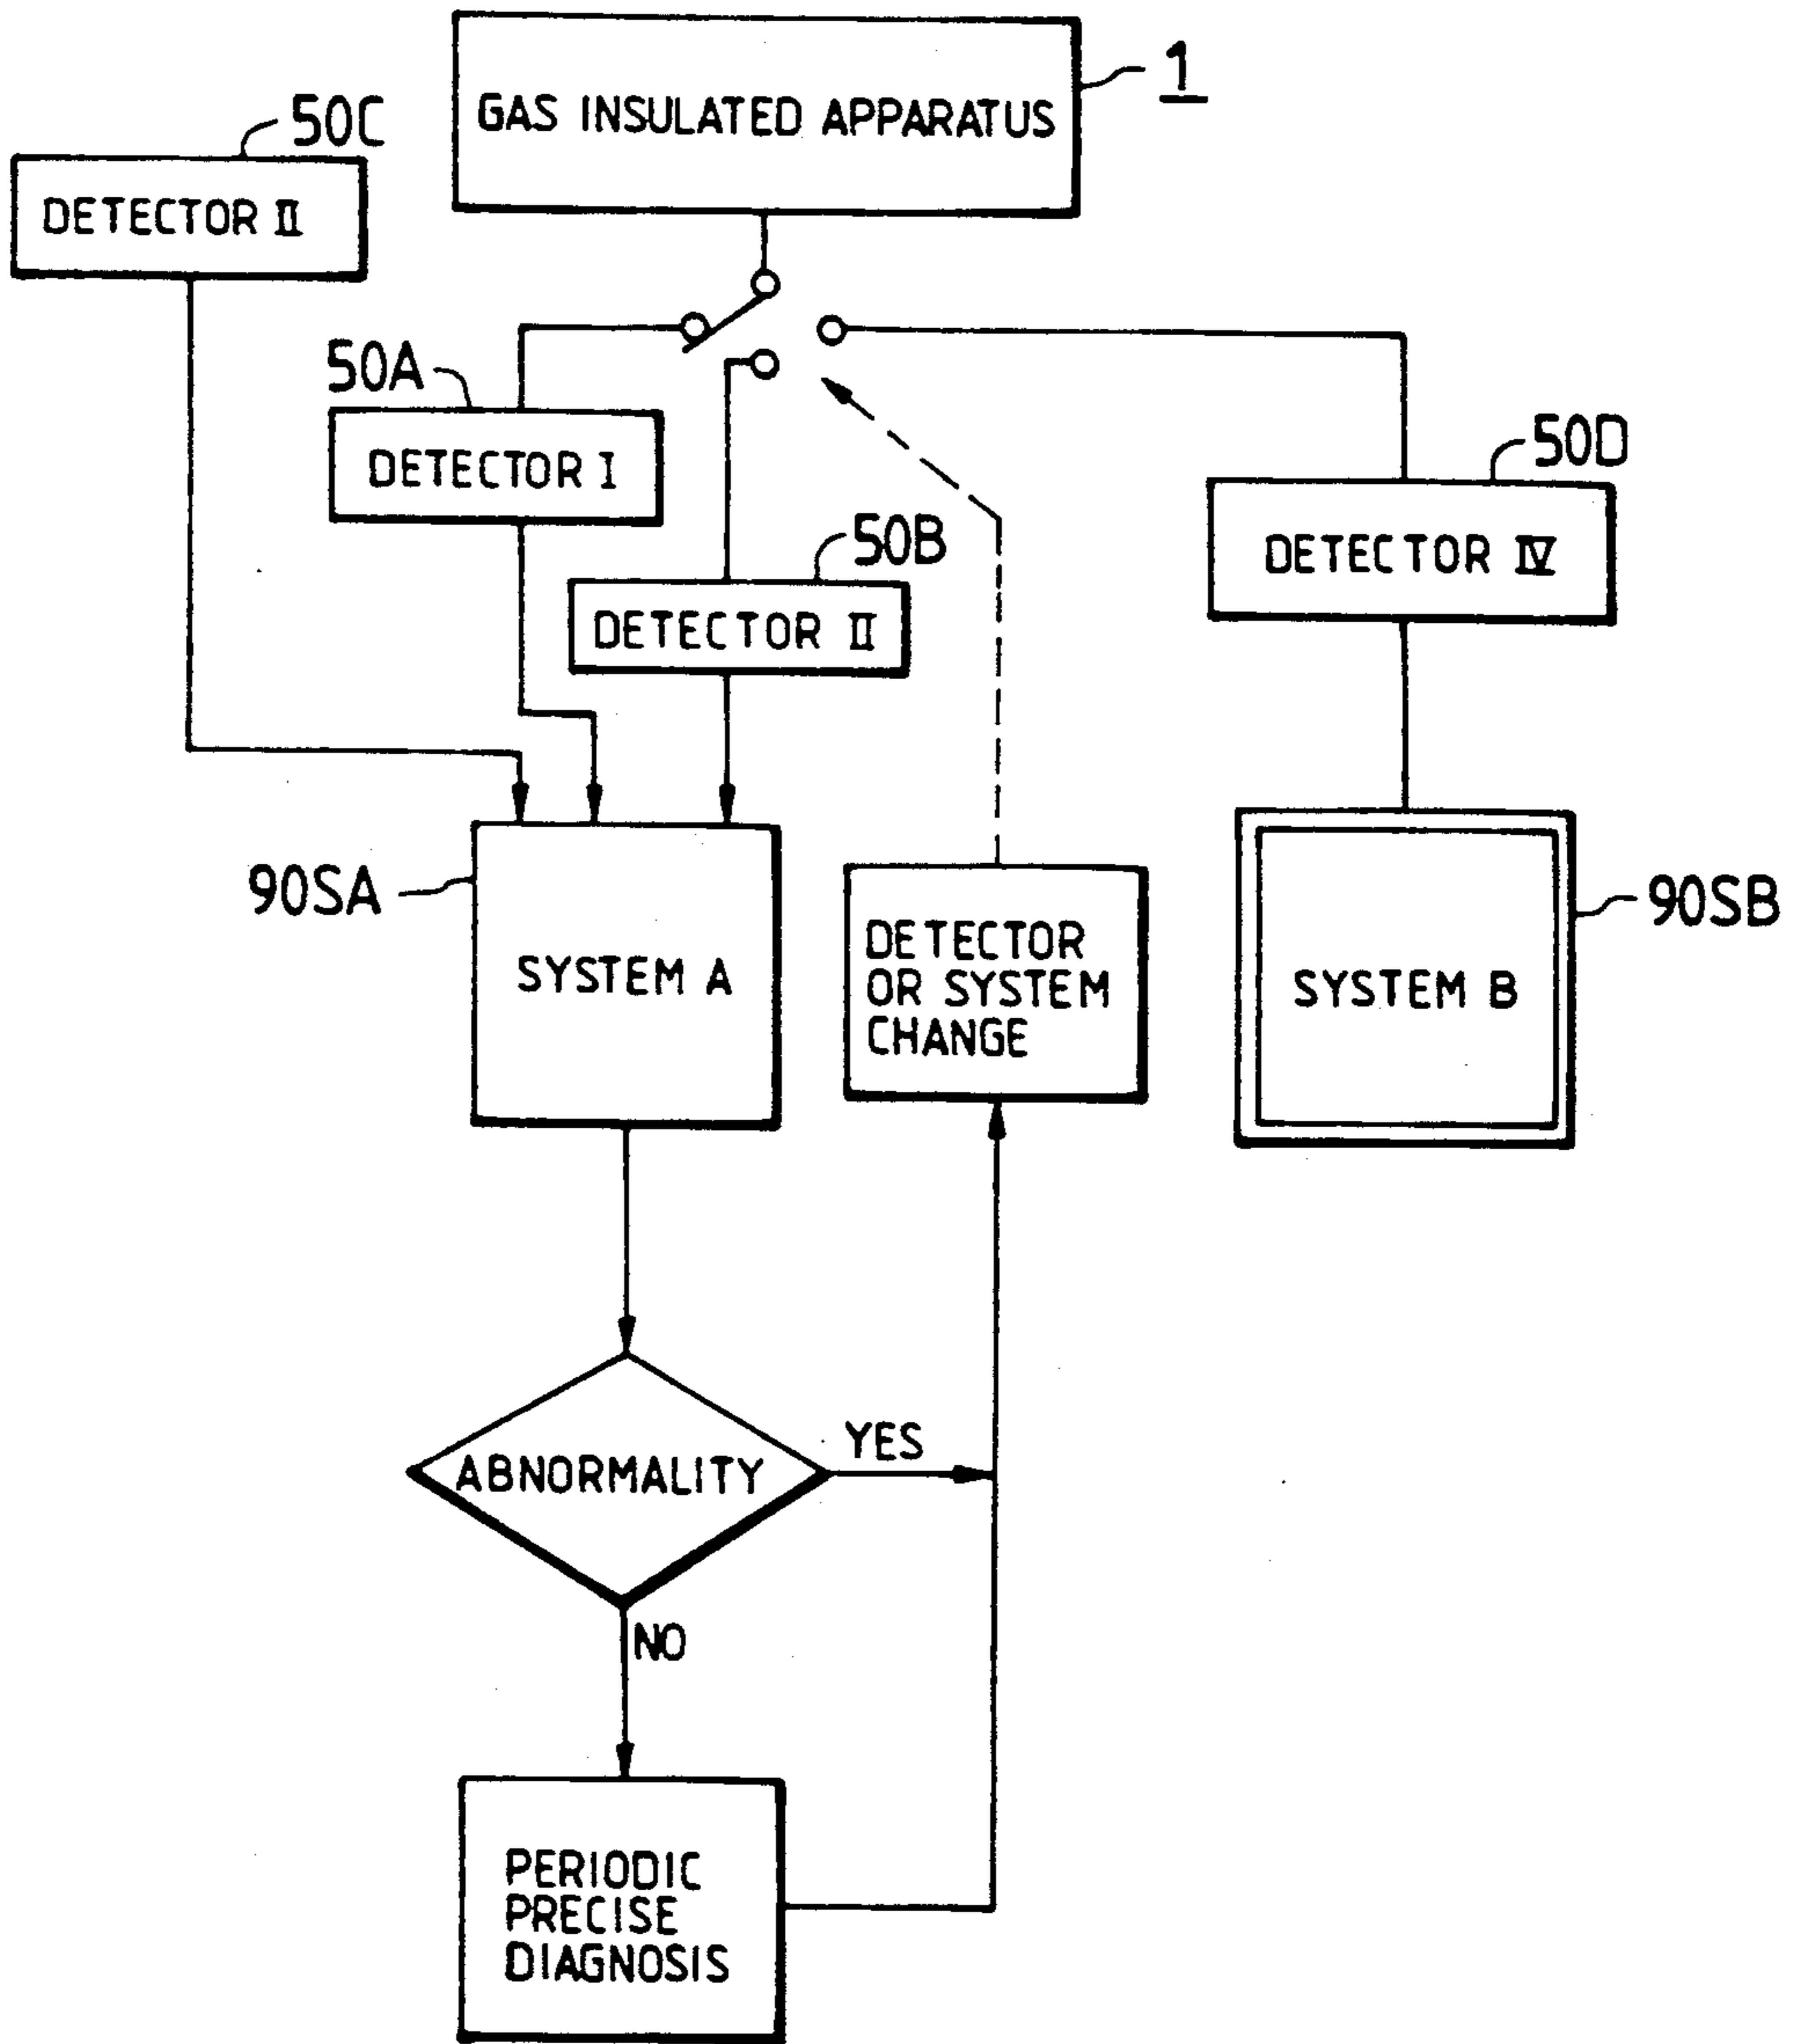 1
GAS INSULATED APPARATUS
50C
DETECTOR II
50A
DETECTOR I
50D
DETECTOR IV
50B
DETECTOR II
90SA
SYSTEM A
DETECTOR
OR SYSTEM
CHANGE
90SB
SYSTEM B
ABNORMALITY
YES
NO
PERIODIC
PRECISE
DIAGNOSIS